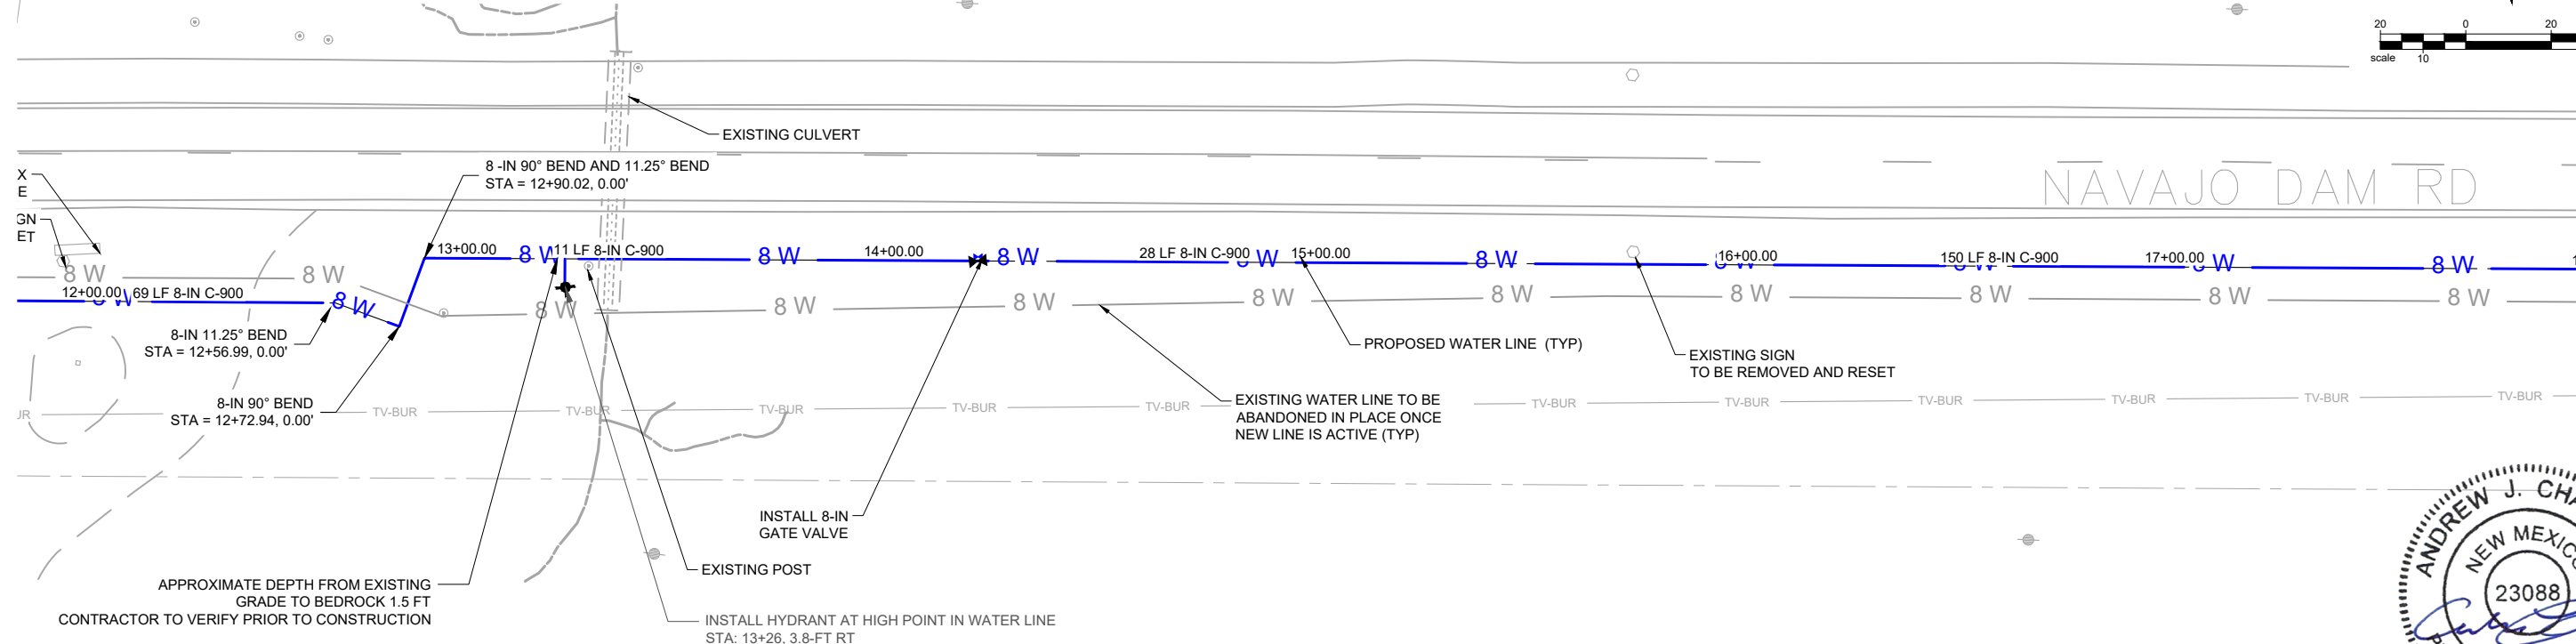 20 0 20
scale 10
EXISTING CULVERT
8 -IN 90° BEND AND 11.25° BEND
STA = 12+90.02, 0.00'
X
E
GN
ET
NAVAJO DAM RD
13+00.00
8 W
11 LF 8-IN C-900
8 W
14+00.00
8 W
28 LF 8-IN C-900
W
15+00.00
8 W
16+00.00
150 LF 8-IN C-900
17+00.00
W
8 W
8 W
8 W
12+00.00
69 LF 8-IN C-900
8 W
8 W
8 W
8 W
8 W
8 W
8 W
8 W
8 W
8 W
8-IN 11.25° BEND
STA = 12+56.99, 0.00'
PROPOSED WATER LINE (TYP)
EXISTING SIGN
TO BE REMOVED AND RESET
8-IN 90° BEND
STA = 12+72.94, 0.00'
EXISTING WATER LINE TO BE
ABANDONED IN PLACE ONCE
NEW LINE IS ACTIVE (TYP)
UR
TV-BUR
TV-BUR
TV-BUR
TV-BUR
TV-BUR
TV-BUR
TV-BUR
TV-BUR
TV-BUR
TV-BUR
TV-BUR
INSTALL 8-IN
GATE VALVE
EXISTING POST
APPROXIMATE DEPTH FROM EXISTING
GRADE TO BEDROCK 1.5 FT
CONTRACTOR TO VERIFY PRIOR TO CONSTRUCTION
INSTALL HYDRANT AT HIGH POINT IN WATER LINE
STA: 13+26, 3.8-FT RT
ANDREW J. CHA
NEW MEXICO
23088